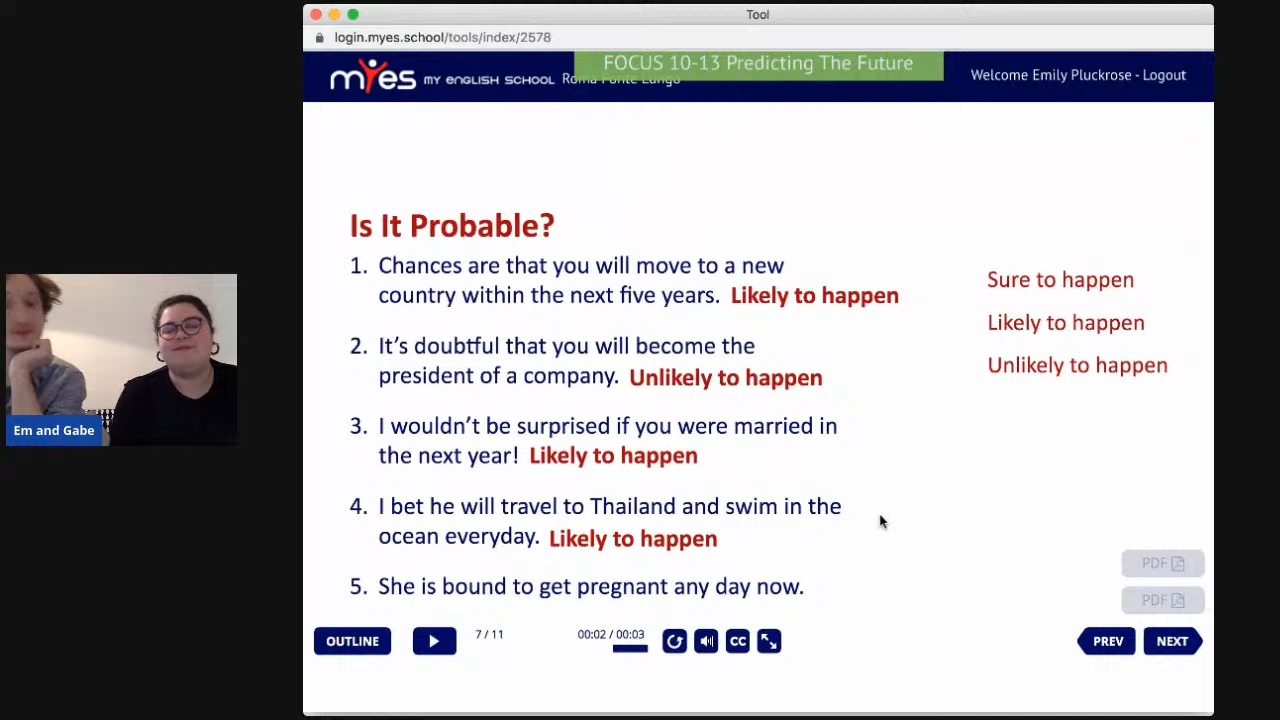 Tool
login.myes.school/tools/index/2578
FOCUS 10-13 Predicting The Future
myes MY ENGLISH SCHOOL Roma Ponte Lungo
Welcome Emily Pluckrose - Logout
Is It Probable?
1. Chances are that you will move to a new
country within the next five years. Likely to happen
2. It's doubtful that you will become the
president of a company. Unlikely to happen
3. I wouldn't be surprised if you were married in
the next year! Likely to happen
4. I bet he will travel to Thailand and swim in the
ocean everyday. Likely to happen
5. She is bound to get pregnant any day now.
Sure to happen
Likely to happen
Unlikely to happen
Em and Gabe
PDF
PDF
OUTLINE
7 / 11
00:02 / 00:03
CC
PREV
NEXT